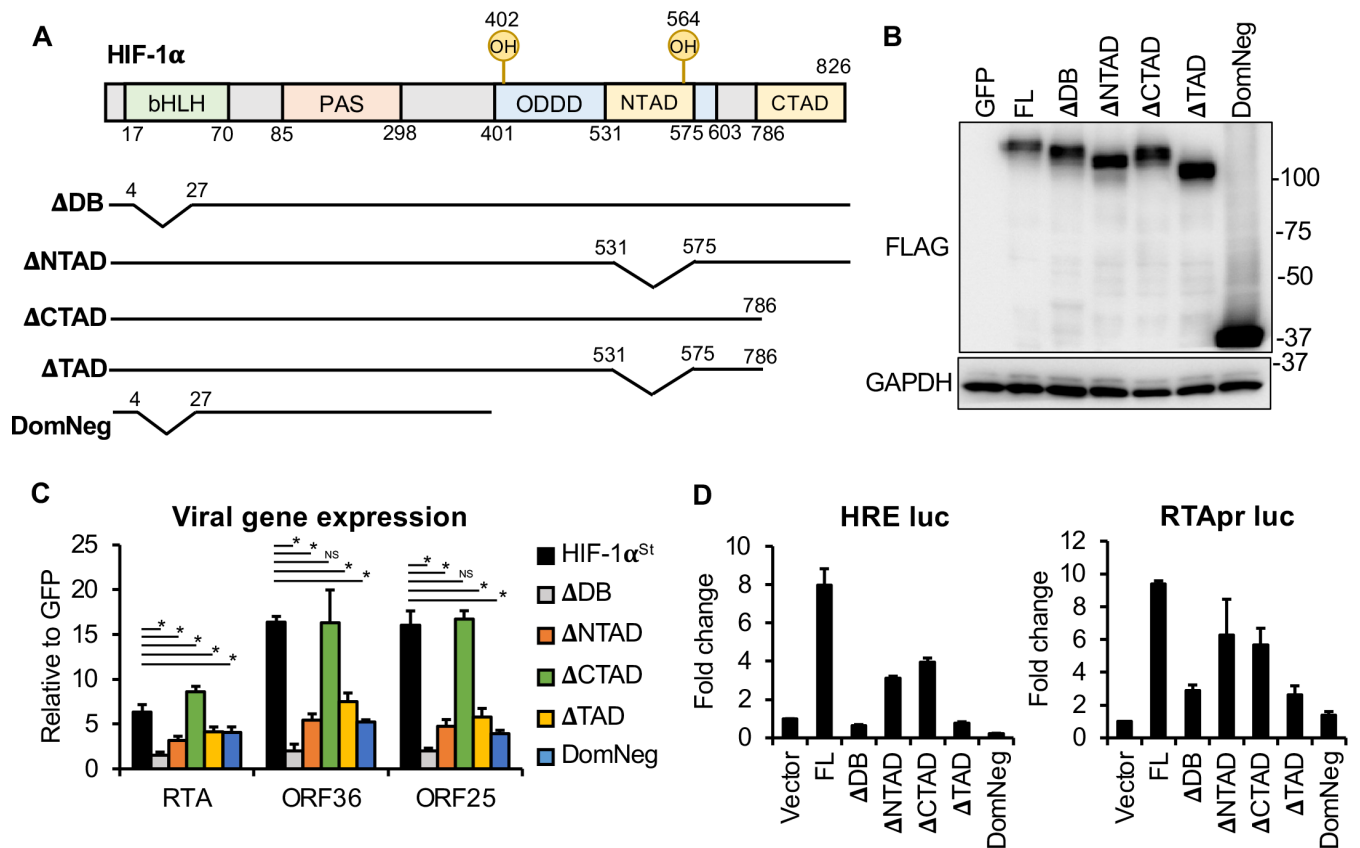 A
HIF-1α
402
OH
564
OH
826
bHLH
PAS
ODDD
NTAD
CTAD
17
70
85
298
401
531
575
603
786
ΔDB
4
27
ΔNTAD
531
575
ΔCTAD
786
ΔTAD
531
575
786
DomNeg
4
27
B
GFP
FL
ΔDB
ΔNTAD
ΔCTAD
ΔTAD
DomNeg
FLAG
-100
-75
-50
-37
GAPDH
-37
C
Viral gene expression
Relative to GFP
25
20
15
10
5
0
* * * * *
* * NS * *
* * NS * *
RTA
ORF36
ORF25
HIF-1αSt
ΔDB
ΔNTAD
ΔCTAD
ΔTAD
DomNeg
D
HRE luc
Fold change
10
8
6
4
2
0
Vector
FL
ΔDB
ΔNTAD
ΔCTAD
ΔTAD
DomNeg
RTApr luc
Fold change
12
10
8
6
4
2
0
Vector
FL
ΔDB
ΔNTAD
ΔCTAD
ΔTAD
DomNeg